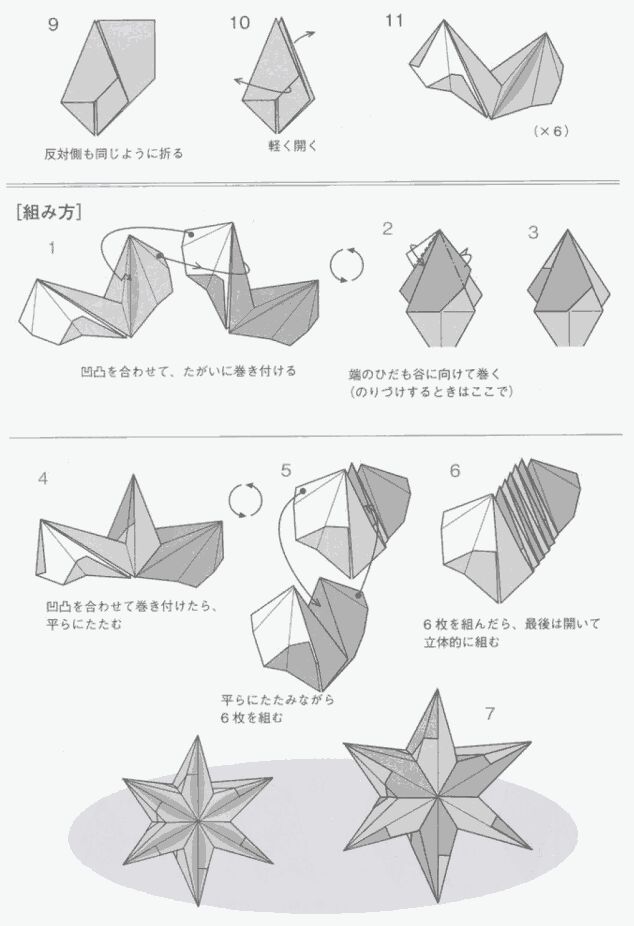 9
10
11
反対側も同じように折る
軽く開く
(×6)
[組み方]
1
2
3
凹凸を合わせて、たがいに巻き付ける
端のひだも谷に向けて巻く
(のりづけするときはここで)
4
5
6
凹凸を合わせて巻き付けたら、
平らにたたむ
6枚を組んだら、最後は開いて
立体的に組む
平らにたたみながら
6枚を組む
7